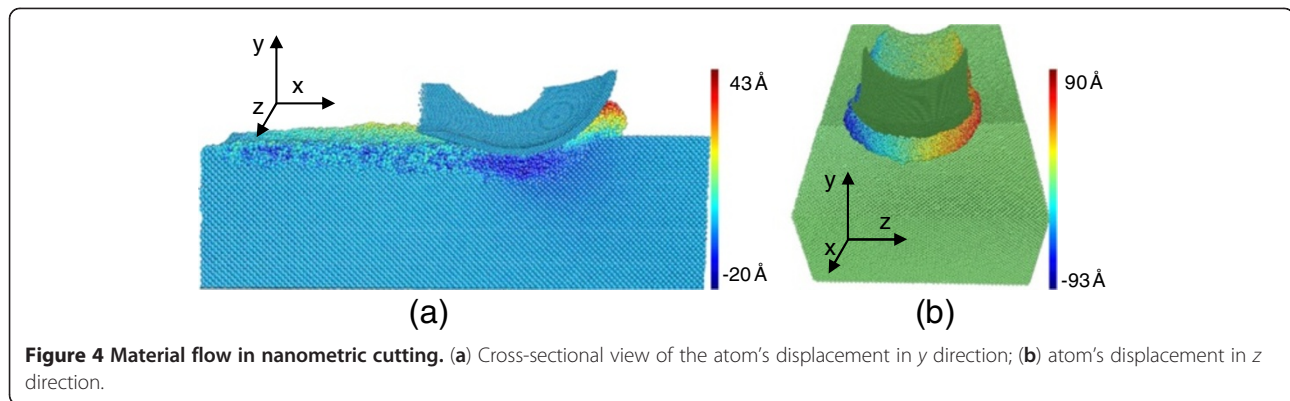 y
x
z
43 Å
-20 Å
(a)
y
z
x
90 Å
-93 Å
(b)
Figure 4 Material flow in nanometric cutting. (a) Cross-sectional view of the atom's displacement in y direction; (b) atom's displacement in z
direction.